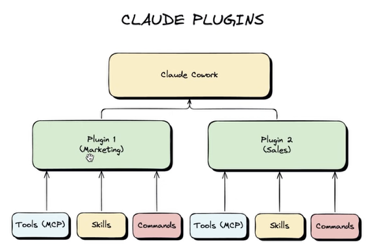 CLAUDE PLUGINS
Claude Cowork
Plugin 1
(Marketing)
Plugin 2
(Sales)
Tools (MCP)
Skills
Commands
Tools (MCP)
Skills
Commands